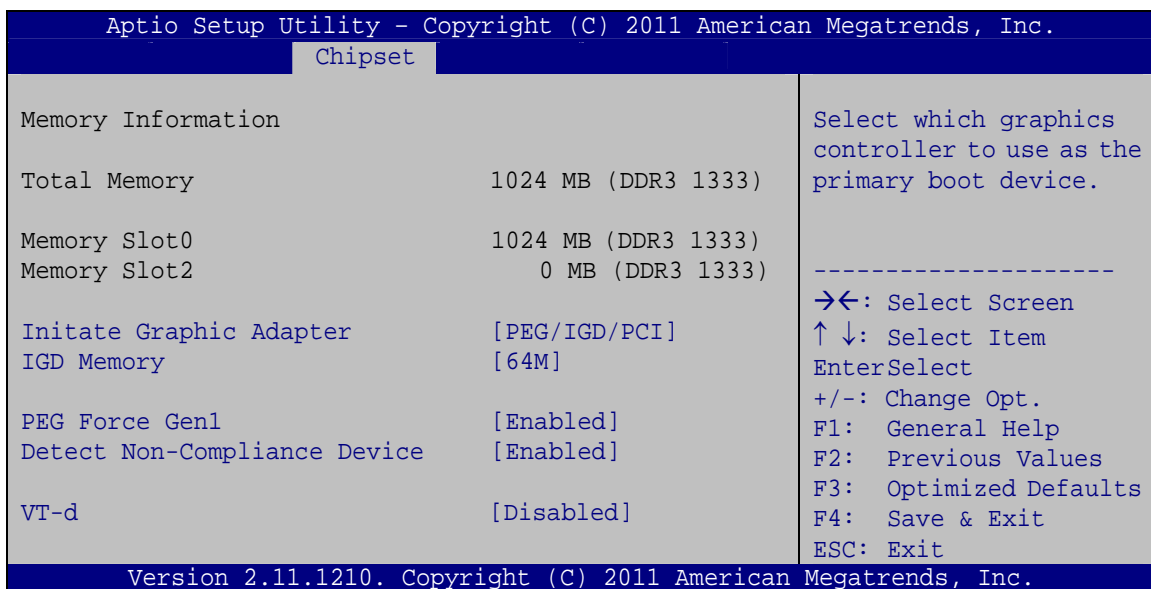 Aptio Setup Utility – Copyright (C) 2011 American Megatrends, Inc.
Chipset
Memory Information
Total Memory 1024 MB (DDR3 1333)
Memory Slot0 1024 MB (DDR3 1333)
Memory Slot2 0 MB (DDR3 1333)
Initate Graphic Adapter [PEG/IGD/PCI]
IGD Memory [64M]
PEG Force Gen1 [Enabled]
Detect Non-Compliance Device [Enabled]
VT-d [Disabled]
Select which graphics
controller to use as the
primary boot device.
---------------------
→←: Select Screen
↑ ↓: Select Item
EnterSelect
+/-: Change Opt.
F1: General Help
F2: Previous Values
F3: Optimized Defaults
F4: Save & Exit
ESC: Exit
Version 2.11.1210. Copyright (C) 2011 American Megatrends, Inc.